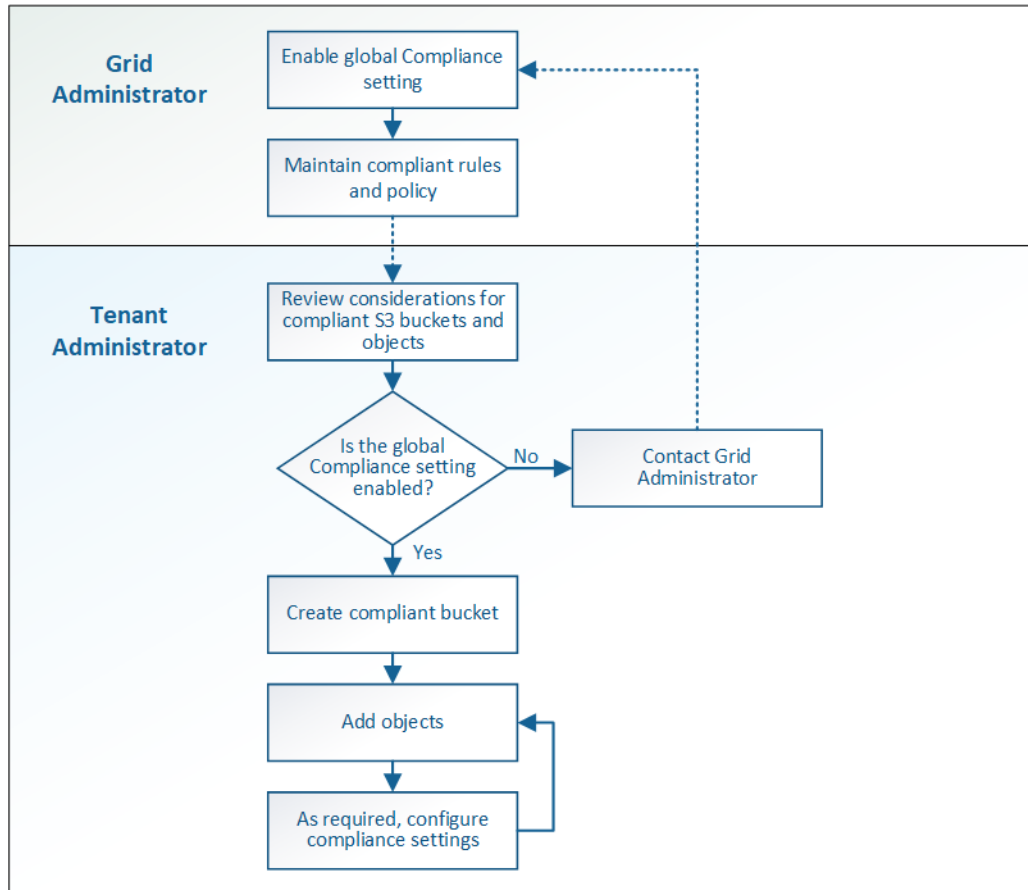 Grid
Administrator
Enable global Compliance
setting
Maintain compliant rules
and policy
Tenant
Administrator
Review considerations for
compliant S3 buckets and
objects
Is the global
Compliance setting
enabled?
No
Contact Grid
Administrator
Yes
Create compliant bucket
Add objects
As required, configure
compliance settings